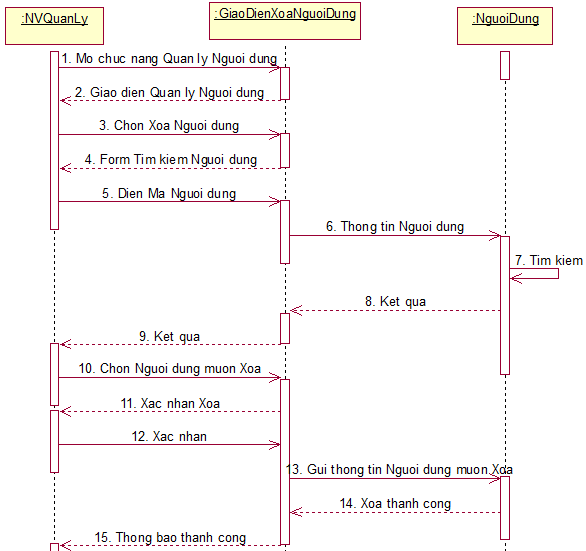 :NVQuanLy
:GiaoDienXoaNguoiDung
:NguoiDung
1. Mo chuc nang Quan ly Nguoi dung
2. Giao dien Quan ly Nguoi dung
3. Chon Xoa Nguoi dung
4. Form Tim kiem Nguoi dung
5. Dien Ma Nguoi dung
6. Thong tin Nguoi dung
7. Tim kiem
8. Ket qua
9. Ket qua
10. Chon Nguoi dung muon Xoa
11. Xac nhan Xoa
12. Xac nhan
13. Gui thong tin Nguoi dung muon Xoa
14. Xoa thanh cong
15. Thong bao thanh cong